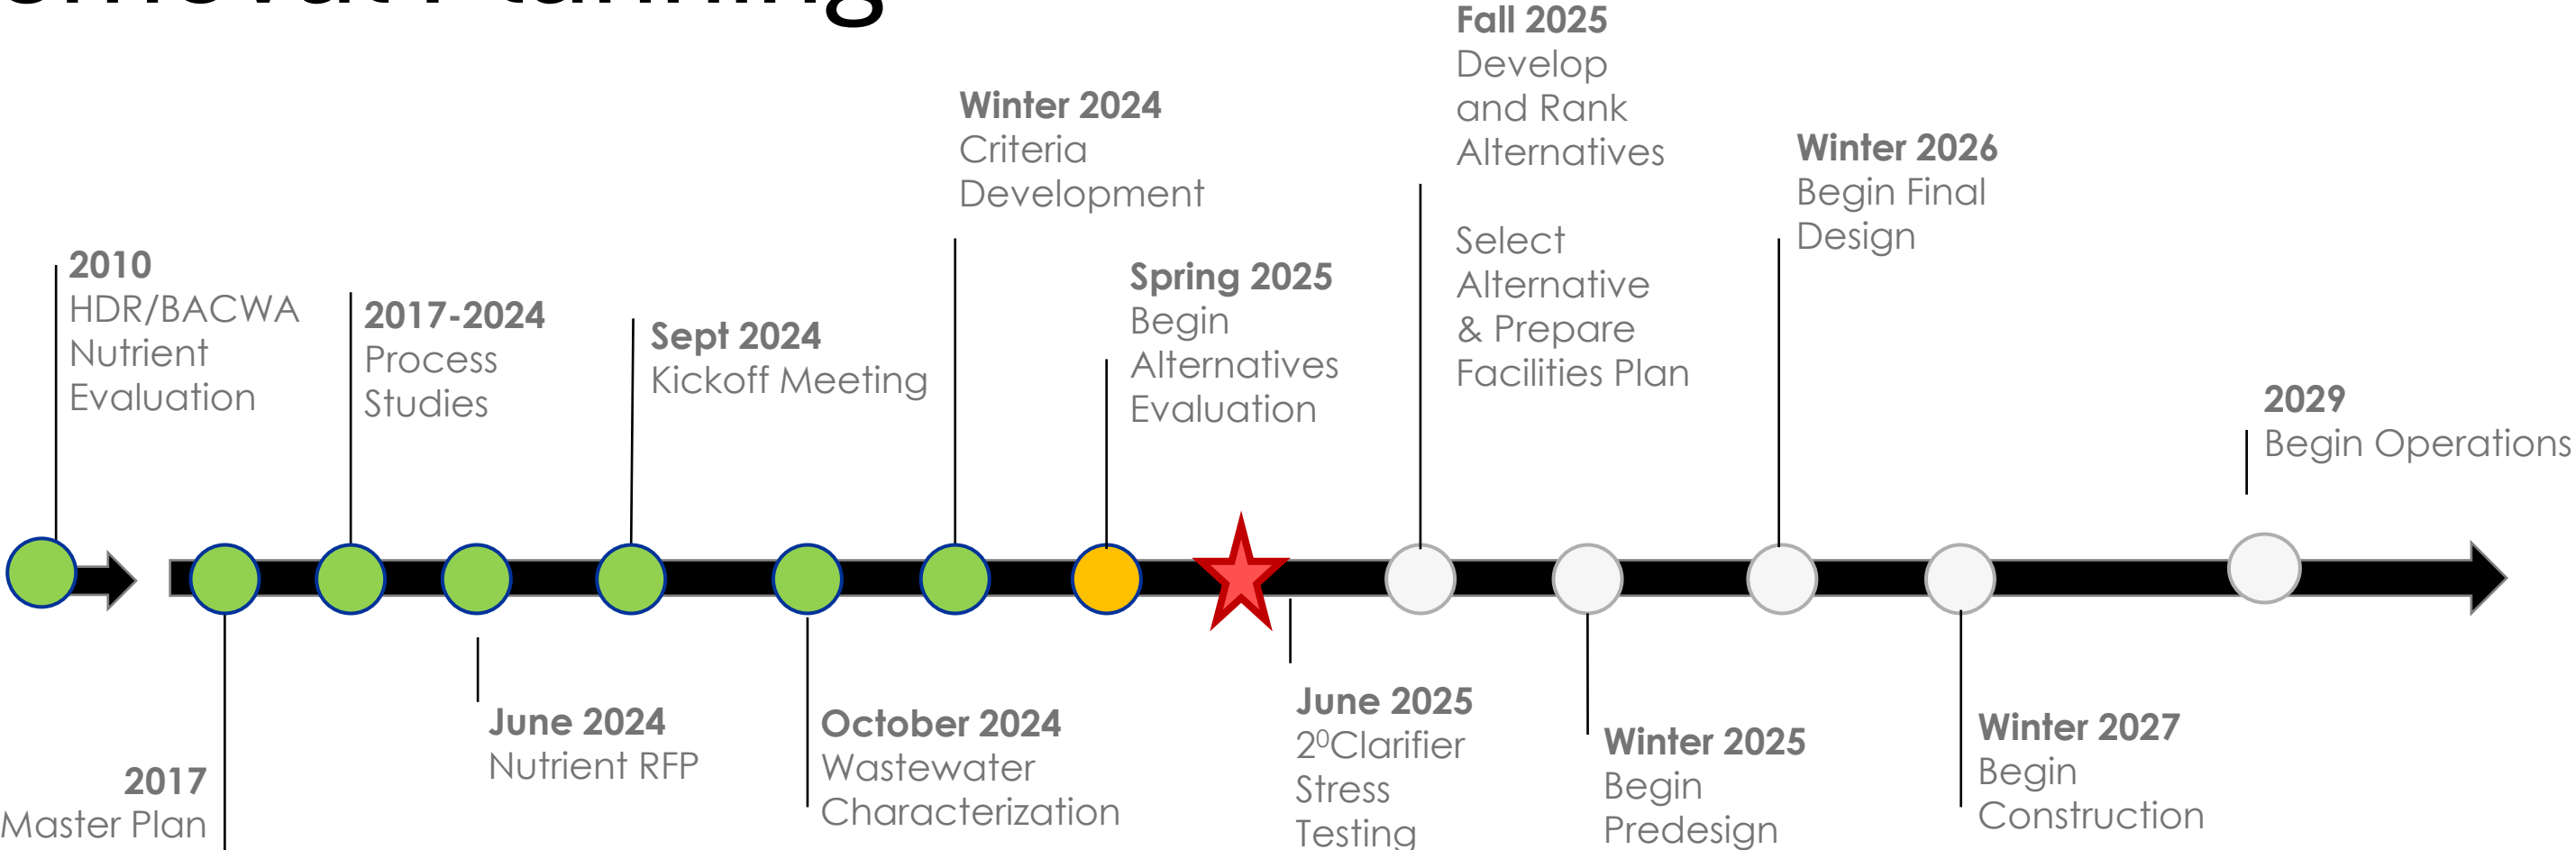 Planning
2010
HDR/BACWA
Nutrient
Evaluation
2017
Master Plan
2017-2024
Process
Studies
June 2024
Nutrient RFP
Sept 2024
Kickoff Meeting
October 2024
Wastewater
Characterization
Winter 2024
Criteria
Development
Spring 2025
Begin
Alternatives
Evaluation
June 2025
2⁰Clarifier
Stress
Testing
Fall 2025
Develop
and Rank
Alternatives
Select
Alternative
& Prepare
Facilities Plan
Winter 2025
Begin
Predesign
Winter 2026
Begin Final
Design
Winter 2027
Begin
Construction
2029
Begin Operations